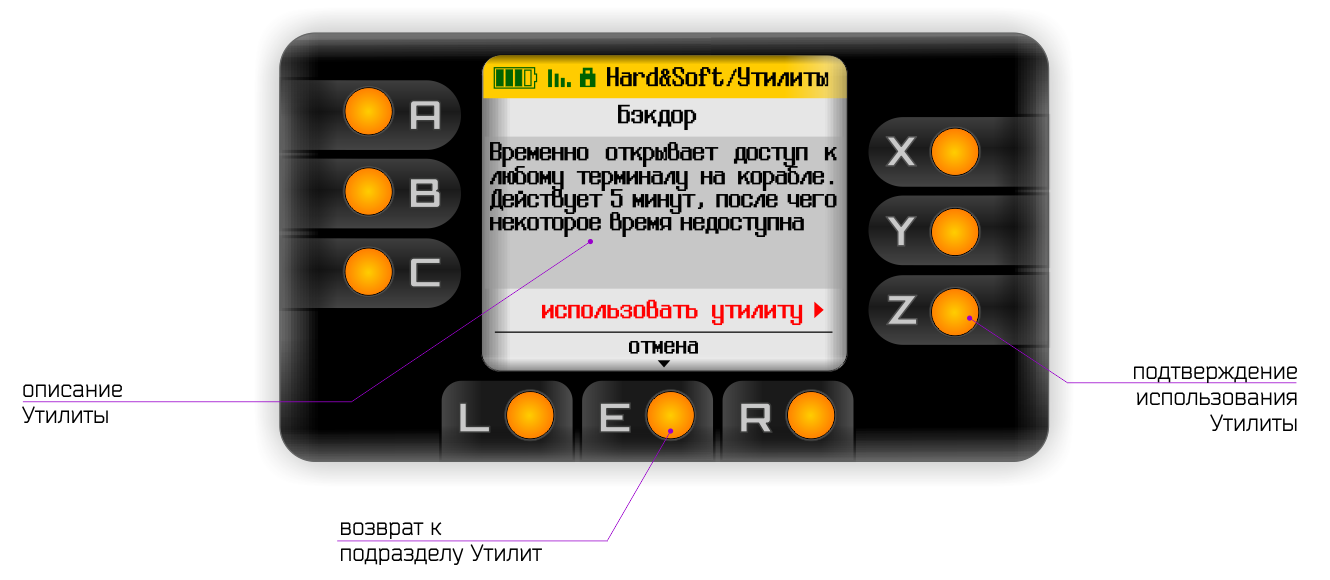 Hard&Soft/Утилиты
Бэкдор
Временно открывает доступ к
любому терминалу на корабле.
Действует 5 минут, после чего
некоторое время недоступна
использовать утилиту
отмена
A
B
C
X
Y
Z
L
E
R
описание
Утилиты
подтверждение
использования
Утилиты
возврат к
подразделу Утилит